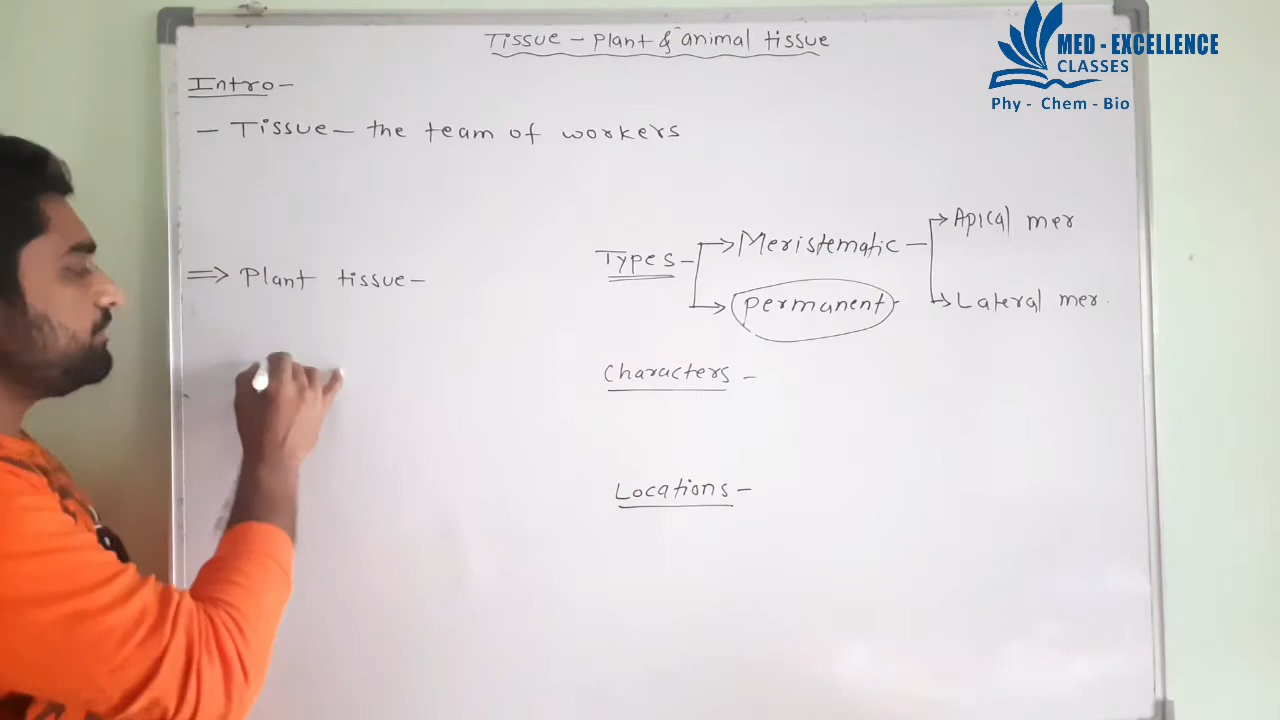 Tissue - Plant & animal tissue
MED - EXCELLENCE
CLASSES
Phy - Chem - Bio
Intro -
- Tissue - the team of workers
⇒ Plant tissue -
Types - → Meristematic - → Apical mer
→ permanent
→ Lateral mer.
Characters -
Locations -